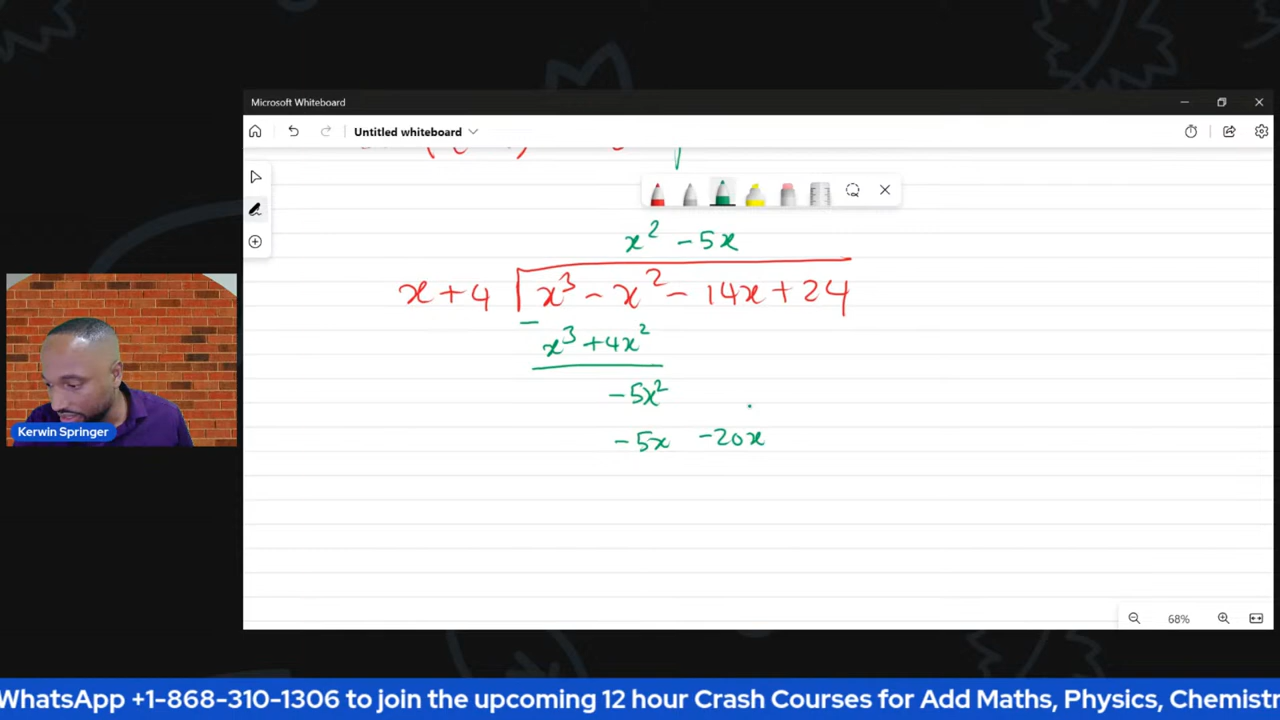 Microsoft Whiteboard
Untitled whiteboard
x² - 5x
x + 4 x³ - x² - 14x + 24
-
x³ + 4x²
- 5x²
- 5x - 20x
Kerwin Springer
68%
WhatsApp +1-868-310-1306 to join the upcoming 12 hour Crash Courses for Add Maths, Physics, Chemistr